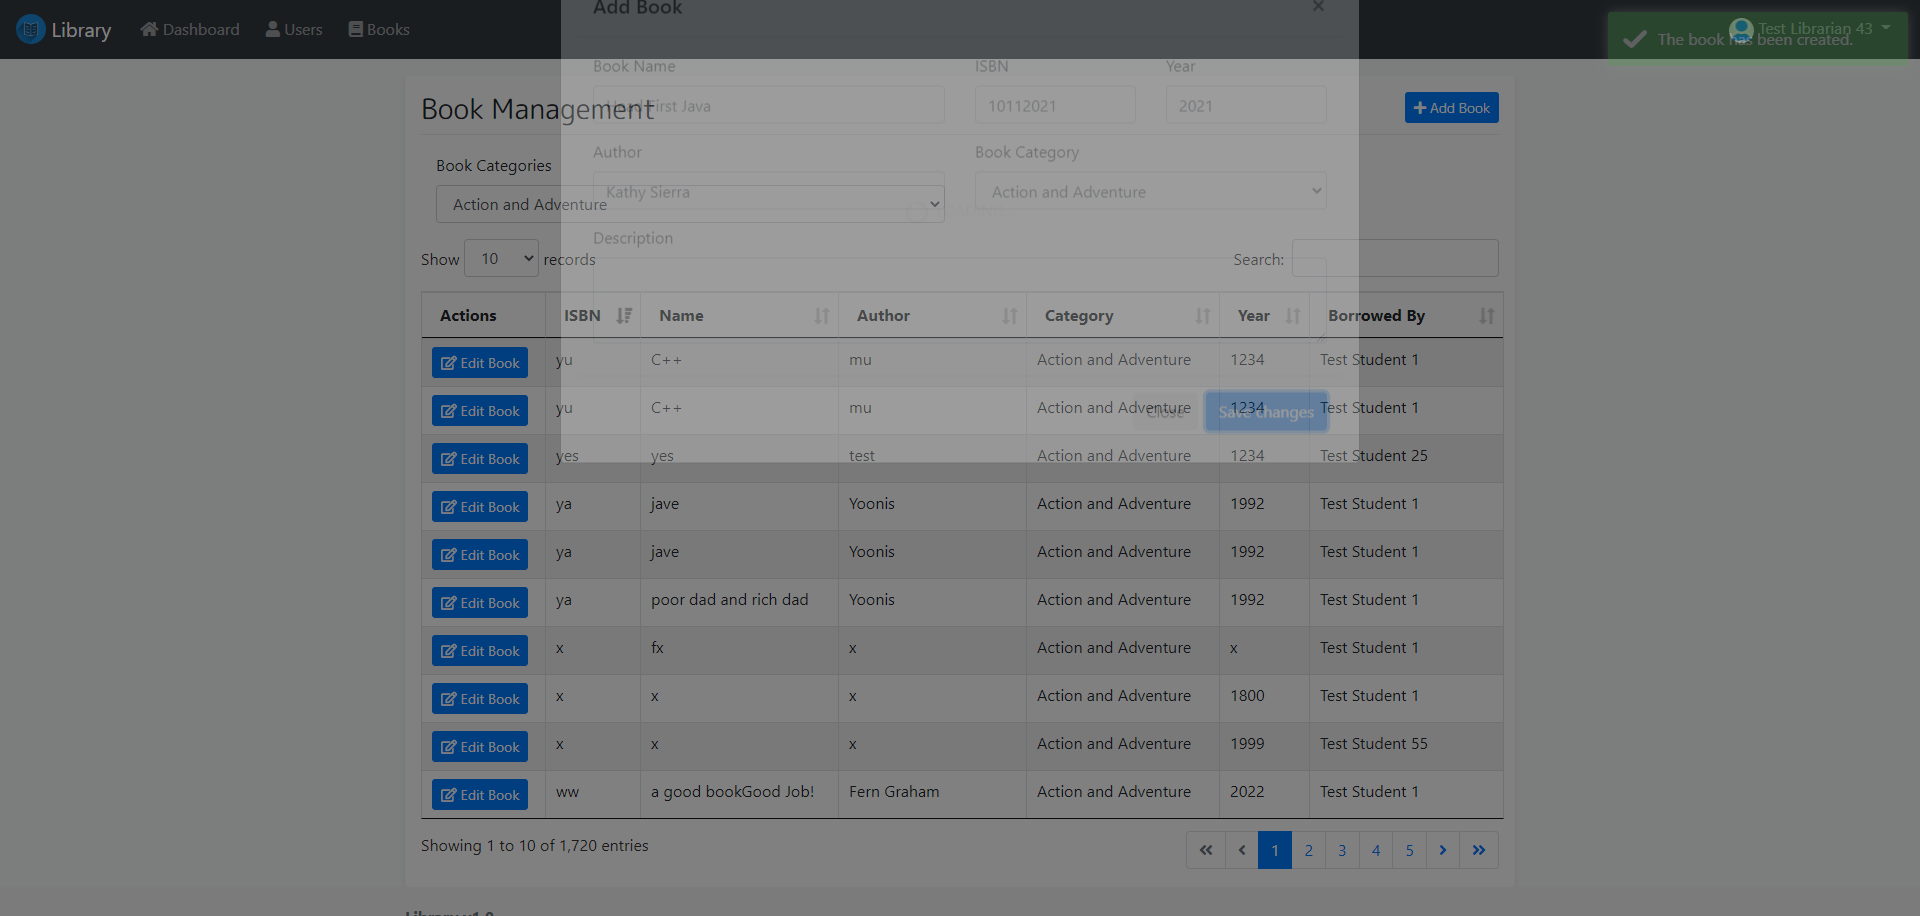 Library Dashboard Users Books Test Librarian 43
The book has been created.
Add Book ×
Book Name ISBN Year
Head First Java 10112021 2021
Author Book Category
Kathy Sierra Action and Adventure
Description
Close Save changes
Book Management Add Book
Book Categories
Action and Adventure
Show 10 records Search:
Actions ISBN Name Author Category Year Borrowed By
Edit Book yu C++ mu Action and Adventure 1234 Test Student 1
Edit Book yu C++ mu Action and Adventure 1234 Test Student 1
Edit Book yes yes test Action and Adventure 1234 Test Student 25
Edit Book ya jave Yoonis Action and Adventure 1992 Test Student 1
Edit Book ya jave Yoonis Action and Adventure 1992 Test Student 1
Edit Book ya poor dad and rich dad Yoonis Action and Adventure 1992 Test Student 1
Edit Book x fx x Action and Adventure x Test Student 1
Edit Book x x x Action and Adventure 1800 Test Student 1
Edit Book x x x Action and Adventure 1999 Test Student 55
Edit Book ww a good bookGood Job! Fern Graham Action and Adventure 2022 Test Student 1
Showing 1 to 10 of 1,720 entries « ‹ 1 2 3 4 5 › »